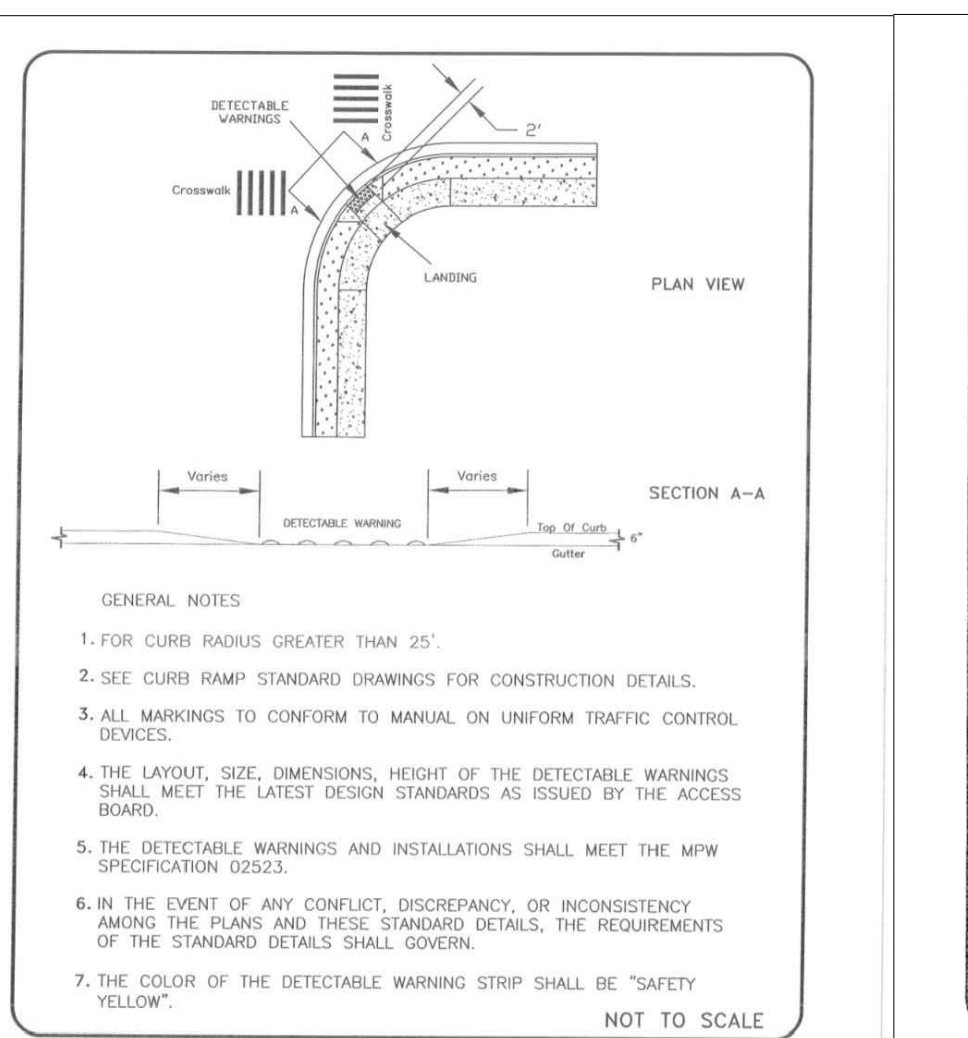 DETECTABLE
WARNINGS
Crosswalk
A
2'
Crosswalk
A
LANDING
PLAN VIEW
Varies
Varies
SECTION A-A
DETECTABLE WARNING
Top Of Curb
6"
Gutter
GENERAL NOTES
1. FOR CURB RADIUS GREATER THAN 25'.
2. SEE CURB RAMP STANDARD DRAWINGS FOR CONSTRUCTION DETAILS.
3. ALL MARKINGS TO CONFORM TO MANUAL ON UNIFORM TRAFFIC CONTROL
DEVICES.
4. THE LAYOUT, SIZE, DIMENSIONS, HEIGHT OF THE DETECTABLE WARNINGS
SHALL MEET THE LATEST DESIGN STANDARDS AS ISSUED BY THE ACCESS
BOARD.
5. THE DETECTABLE WARNINGS AND INSTALLATIONS SHALL MEET THE MPW
SPECIFICATION 02523.
6. IN THE EVENT OF ANY CONFLICT, DISCREPANCY, OR INCONSISTENCY
AMONG THE PLANS AND THESE STANDARD DETAILS, THE REQUIREMENTS
OF THE STANDARD DETAILS SHALL GOVERN.
7. THE COLOR OF THE DETECTABLE WARNING STRIP SHALL BE "SAFETY
YELLOW".
NOT TO SCALE